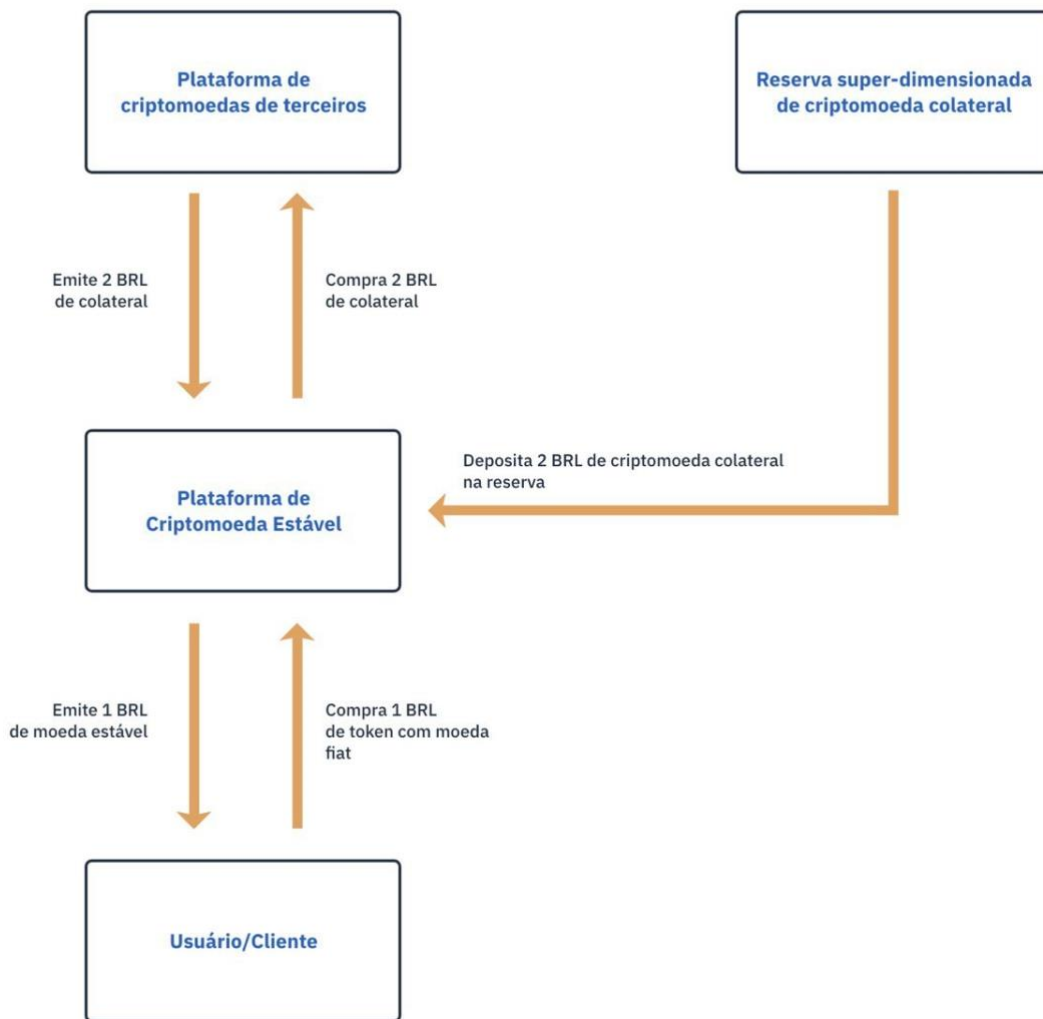 Plataforma de
criptomoedas de terceiros
Reserva super-dimensionada
de criptomoeda colateral
Emite 2 BRL
de colateral
Compra 2 BRL
de colateral
Deposita 2 BRL de criptomoeda colateral
na reserva
Plataforma de
Criptomoeda Estável
Emite 1 BRL
de moeda estável
Compra 1 BRL
de token com moeda
fiat
Usuário/Cliente